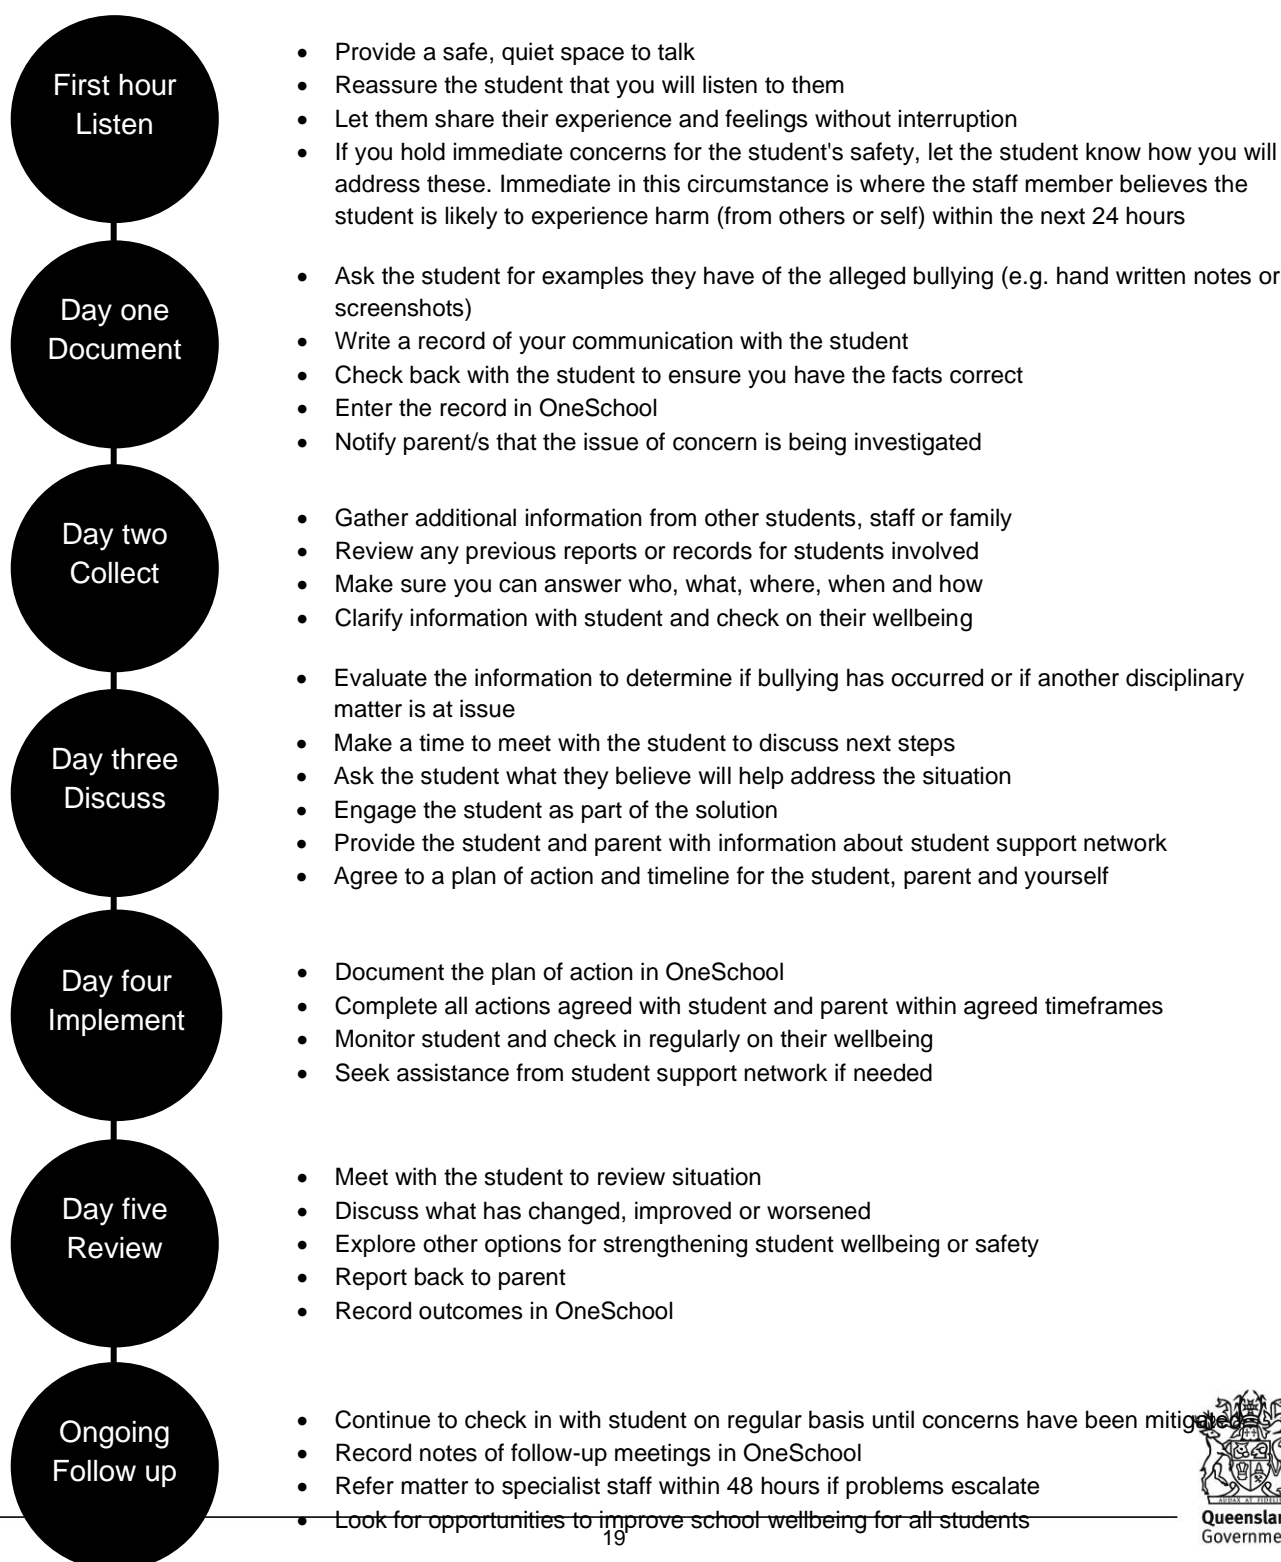 First hour
Listen
• Provide a safe, quiet space to talk
• Reassure the student that you will listen to them
• Let them share their experience and feelings without interruption
• If you hold immediate concerns for the student's safety, let the student know how you will
address these. Immediate in this circumstance is where the staff member believes the
student is likely to experience harm (from others or self) within the next 24 hours
Day one
Document
• Ask the student for examples they have of the alleged bullying (e.g. hand written notes or
screenshots)
• Write a record of your communication with the student
• Check back with the student to ensure you have the facts correct
• Enter the record in OneSchool
• Notify parent/s that the issue of concern is being investigated
Day two
Collect
• Gather additional information from other students, staff or family
• Review any previous reports or records for students involved
• Make sure you can answer who, what, where, when and how
• Clarify information with student and check on their wellbeing
Day three
Discuss
• Evaluate the information to determine if bullying has occurred or if another disciplinary
matter is at issue
• Make a time to meet with the student to discuss next steps
• Ask the student what they believe will help address the situation
• Engage the student as part of the solution
• Provide the student and parent with information about student support network
• Agree to a plan of action and timeline for the student, parent and yourself
Day four
Implement
• Document the plan of action in OneSchool
• Complete all actions agreed with student and parent within agreed timeframes
• Monitor student and check in regularly on their wellbeing
• Seek assistance from student support network if needed
Day five
Review
• Meet with the student to review situation
• Discuss what has changed, improved or worsened
• Explore other options for strengthening student wellbeing or safety
• Report back to parent
• Record outcomes in OneSchool
Ongoing
Follow up
• Continue to check in with student on regular basis until concerns have been mitigated
• Record notes of follow-up meetings in OneSchool
• Refer matter to specialist staff within 48 hours if problems escalate
• Look for opportunities to improve school wellbeing for all students
19
AUDAX AT FIDELI
Queenslan
Governme